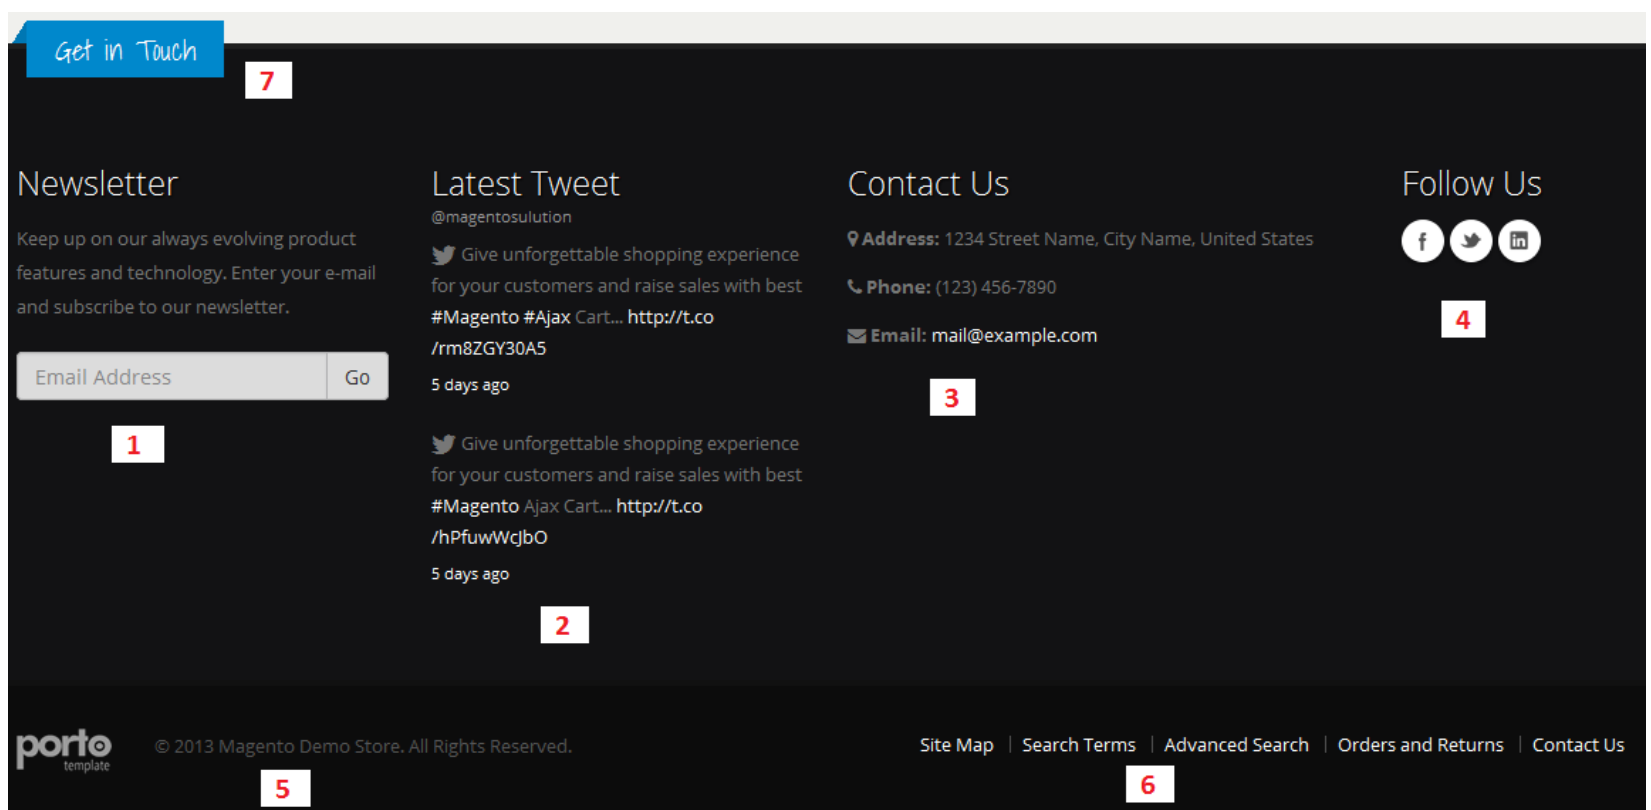 Get in Touch
7
Newsletter
Keep up on our always evolving product
features and technology. Enter your e-mail
and subscribe to our newsletter.
Email Address Go
1
Latest Tweet
@magentosulution
Give unforgettable shopping experience
for your customers and raise sales with best
#Magento #Ajax Cart... http://t.co
/rm8ZGY30A5
5 days ago
Give unforgettable shopping experience
for your customers and raise sales with best
#Magento Ajax Cart... http://t.co
/hPfuwWcJbO
5 days ago
2
Contact Us
Address: 1234 Street Name, City Name, United States
Phone: (123) 456-7890
Email: mail@example.com
3
Follow Us
f in
4
porto
template
© 2013 Magento Demo Store. All Rights Reserved.
5
Site Map | Search Terms | Advanced Search | Orders and Returns | Contact Us
6